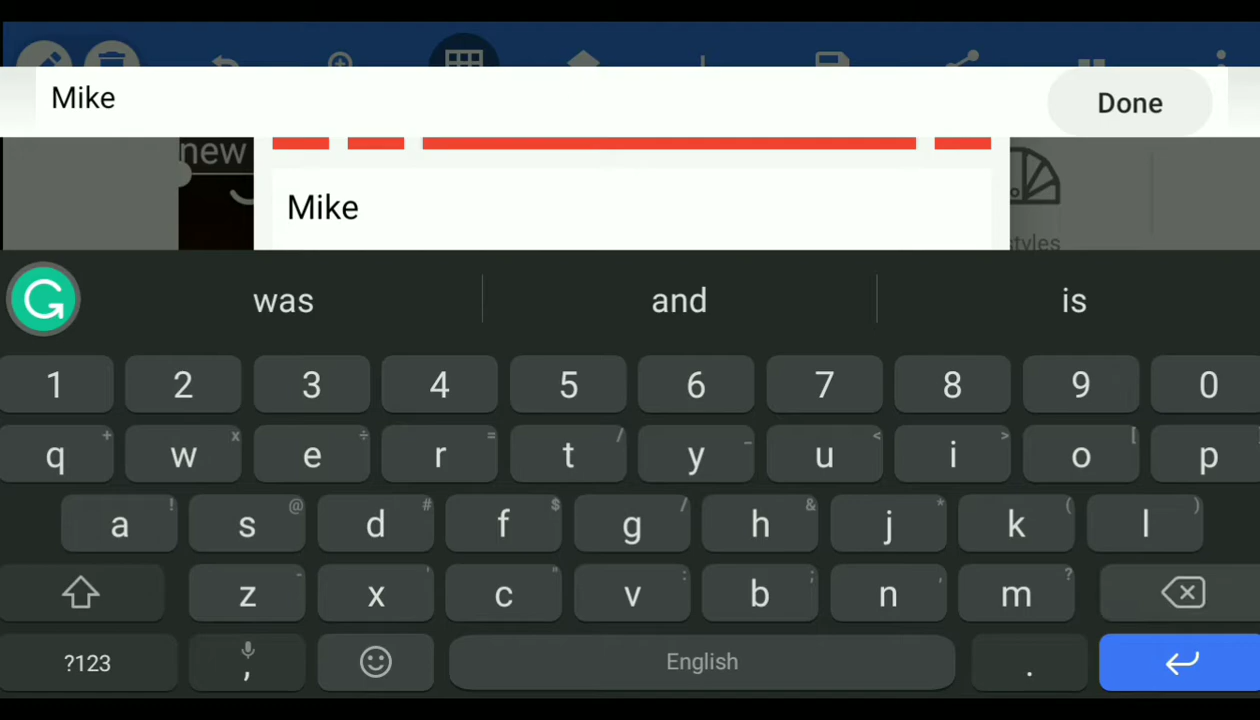 Mike
Done
new
Mike
styles
was and is
1 2 3 4 5 6 7 8 9 0
+ x ÷ = / _ < > [
q w e r t y u i o p
! @ # $ / & * ( )
a s d f g h j k l
- ' " : ; , ?
z x c v b n m
?123 , English .